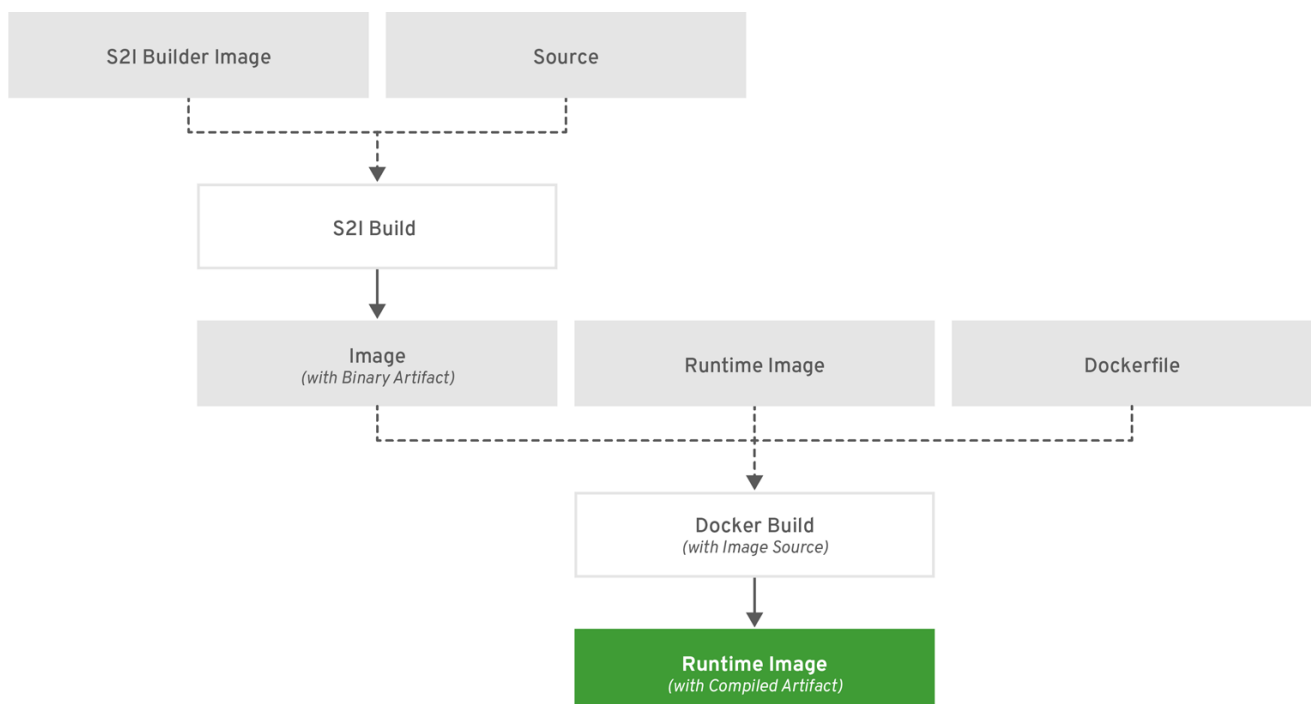 S2I Builder Image
Source
S2I Build
Image
(with Binary Artifact)
Runtime Image
Dockerfile
Docker Build
(with Image Source)
Runtime Image
(with Compiled Artifact)